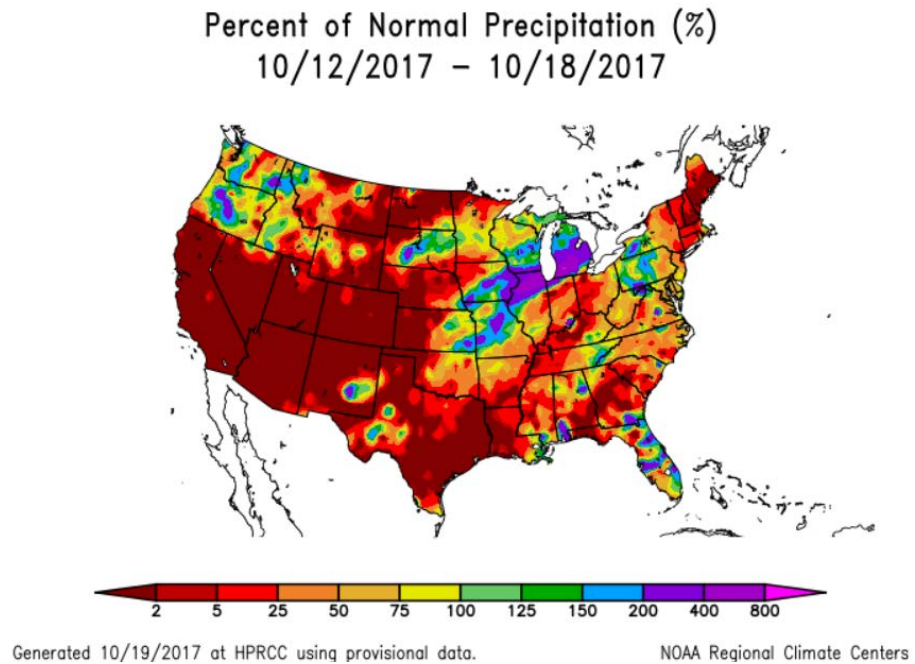 Percent of Normal Precipitation (%)
10/12/2017 – 10/18/2017
2 5 25 50 75 100 125 150 200 400 800
Generated 10/19/2017 at HPRCC using provisional data. NOAA Regional Climate Centers